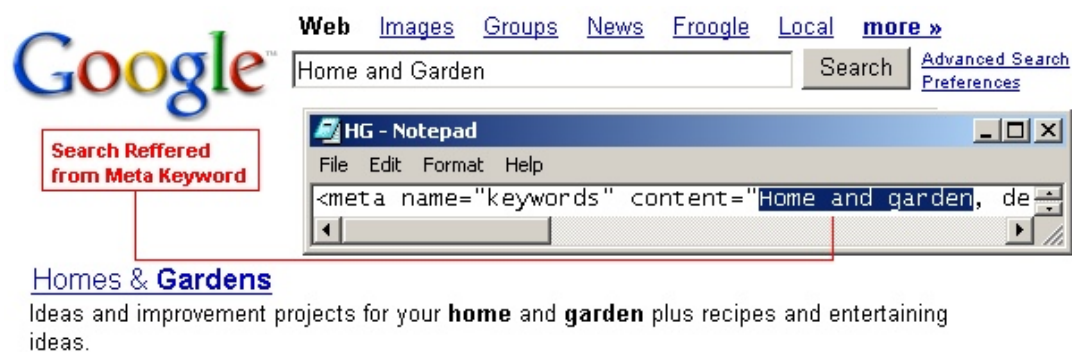 Web Images Groups News Froogle Local more »
Google™
Home and Garden Search Advanced Search
Preferences
HG - Notepad
Search Reffered
from Meta Keyword
File Edit Format Help
<meta name="keywords" content="Home and garden, de
Homes & Gardens
Ideas and improvement projects for your home and garden plus recipes and entertaining
ideas.